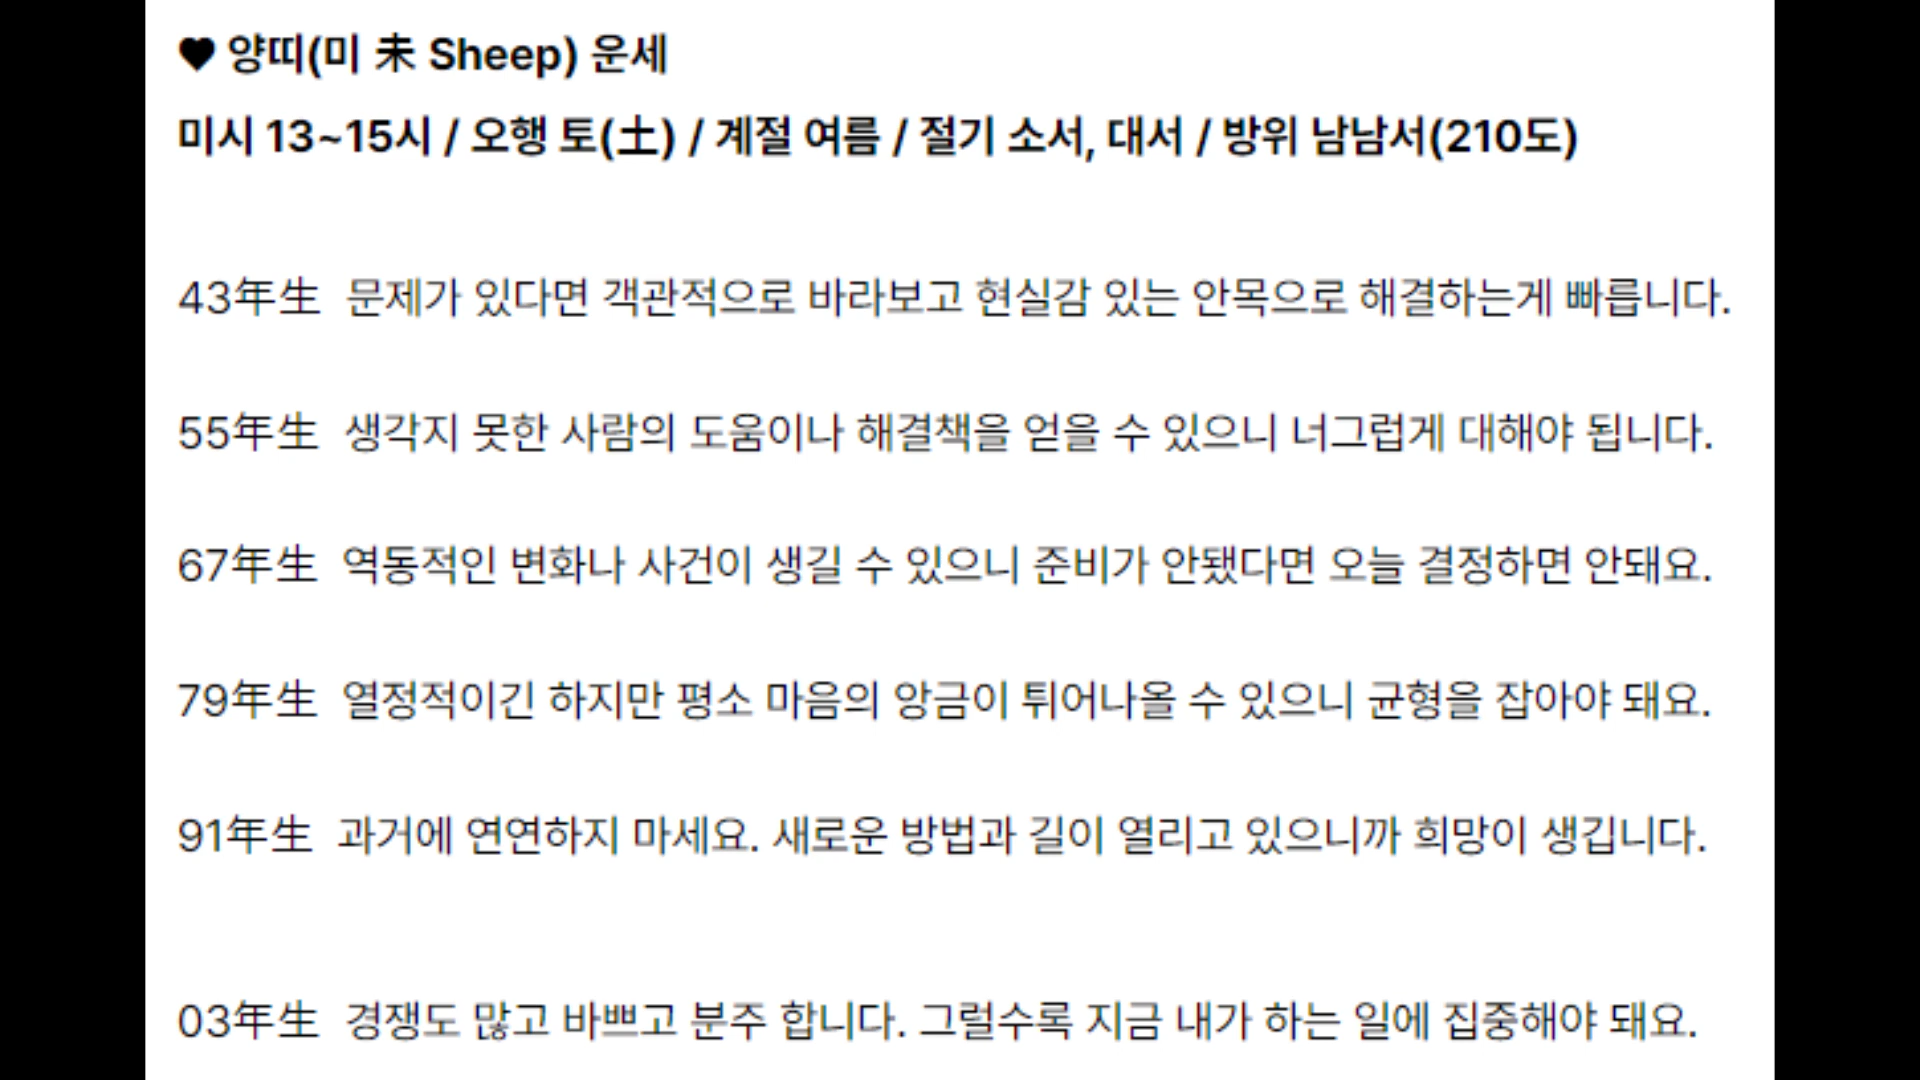 ♥ 양띠(미 未 Sheep) 운세
미시 13~15시 / 오행 토(土) / 계절 여름 / 절기 소서, 대서 / 방위 남남서(210도)
43年生 문제가 있다면 객관적으로 바라보고 현실감 있는 안목으로 해결하는게 빠릅니다.
55年生 생각지 못한 사람의 도움이나 해결책을 얻을 수 있으니 너그럽게 대해야 됩니다.
67年生 역동적인 변화나 사건이 생길 수 있으니 준비가 안됐다면 오늘 결정하면 안돼요.
79年生 열정적이긴 하지만 평소 마음의 앙금이 튀어나올 수 있으니 균형을 잡아야 돼요.
91年生 과거에 연연하지 마세요. 새로운 방법과 길이 열리고 있으니까 희망이 생깁니다.
03年生 경쟁도 많고 바쁘고 분주 합니다. 그럴수록 지금 내가 하는 일에 집중해야 돼요.